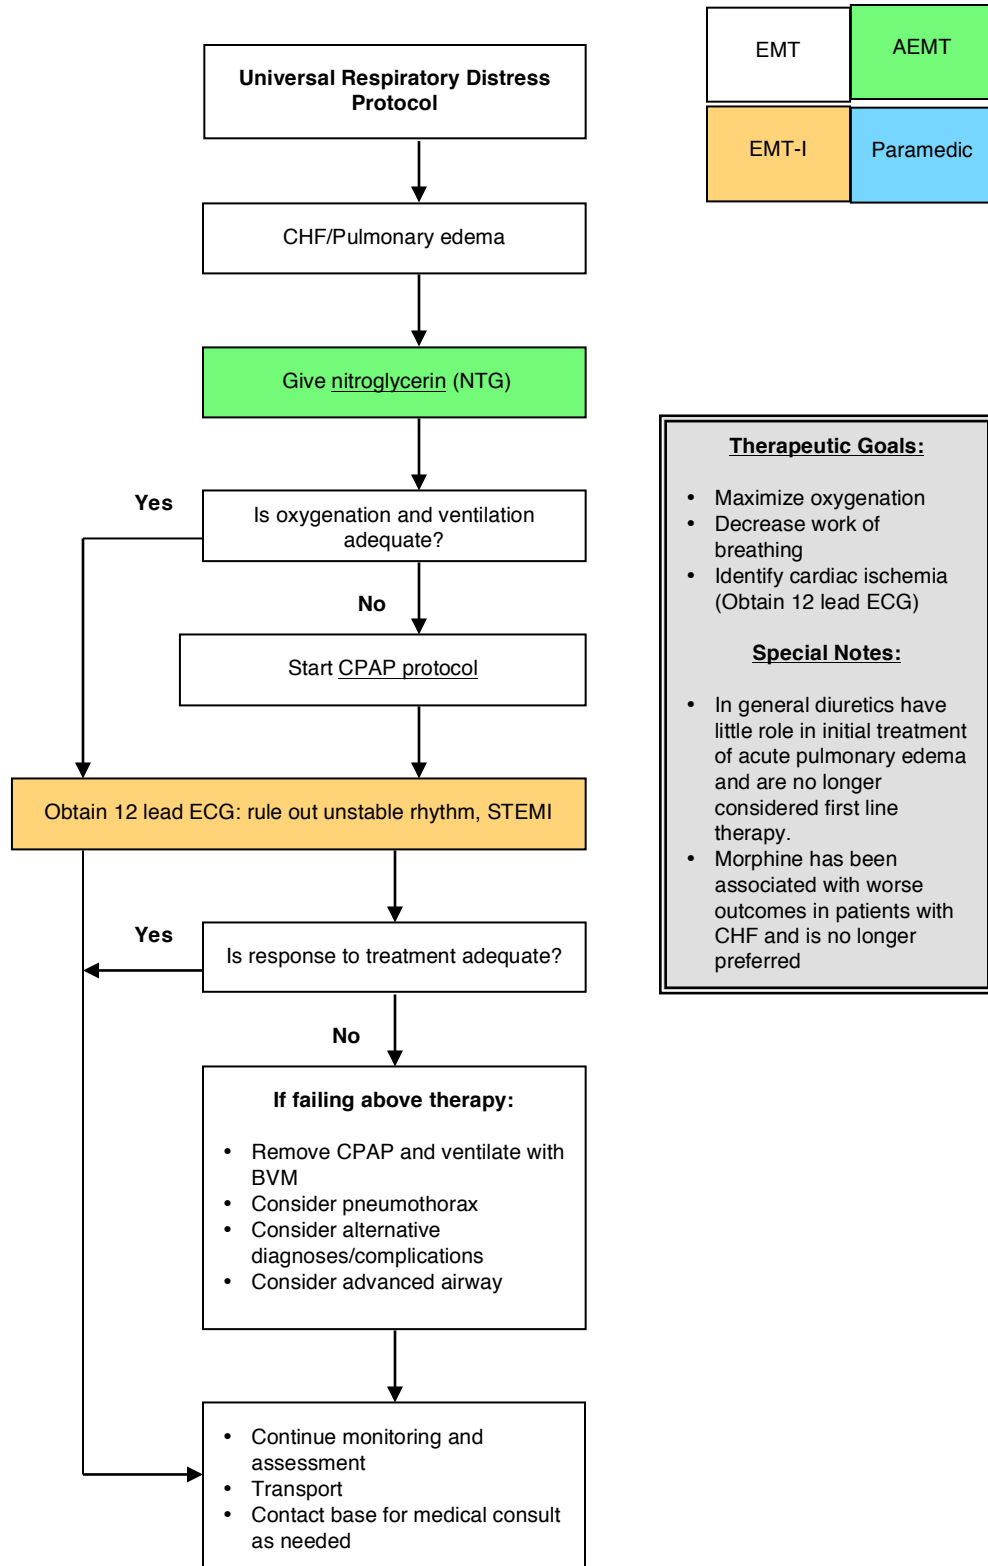 Universal Respiratory Distress
Protocol
EMT
AEMT
EMT-I
Paramedic
CHF/Pulmonary edema
Give nitroglycerin (NTG)
Yes
Is oxygenation and ventilation
adequate?
No
Start CPAP protocol
Obtain 12 lead ECG: rule out unstable rhythm, STEMI
Yes
Is response to treatment adequate?
No
If failing above therapy:
• Remove CPAP and ventilate with
BVM
• Consider pneumothorax
• Consider alternative
diagnoses/complications
• Consider advanced airway
• Continue monitoring and
assessment
• Transport
• Contact base for medical consult
as needed
Therapeutic Goals:
• Maximize oxygenation
• Decrease work of
breathing
• Identify cardiac ischemia
(Obtain 12 lead ECG)
Special Notes:
• In general diuretics have
little role in initial treatment
of acute pulmonary edema
and are no longer
considered first line
therapy.
• Morphine has been
associated with worse
outcomes in patients with
CHF and is no longer
preferred